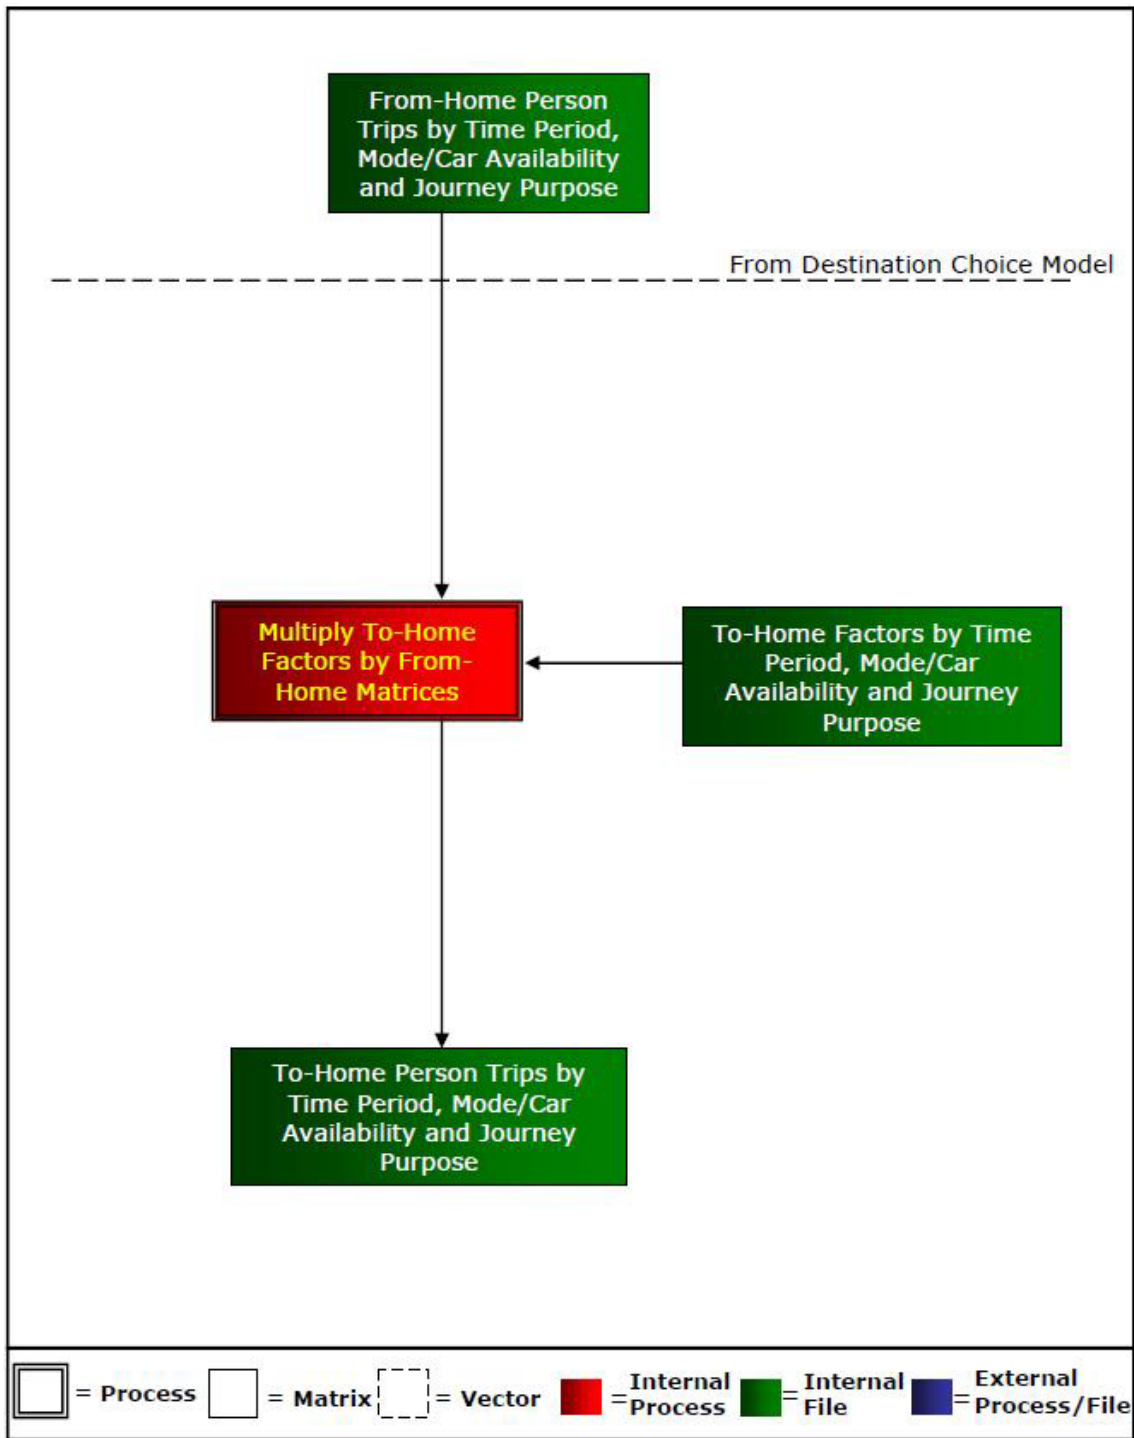 From-Home Person
Trips by Time Period,
Mode/Car Availability
and Journey Purpose
From Destination Choice Model
Multiply To-Home
Factors by From-
Home Matrices
To-Home Factors by Time
Period, Mode/Car
Availability and Journey
Purpose
To-Home Person Trips by
Time Period, Mode/Car
Availability and Journey
Purpose
= Process
= Matrix
= Vector
=Internal
Process
=Internal
File
=External
Process/File